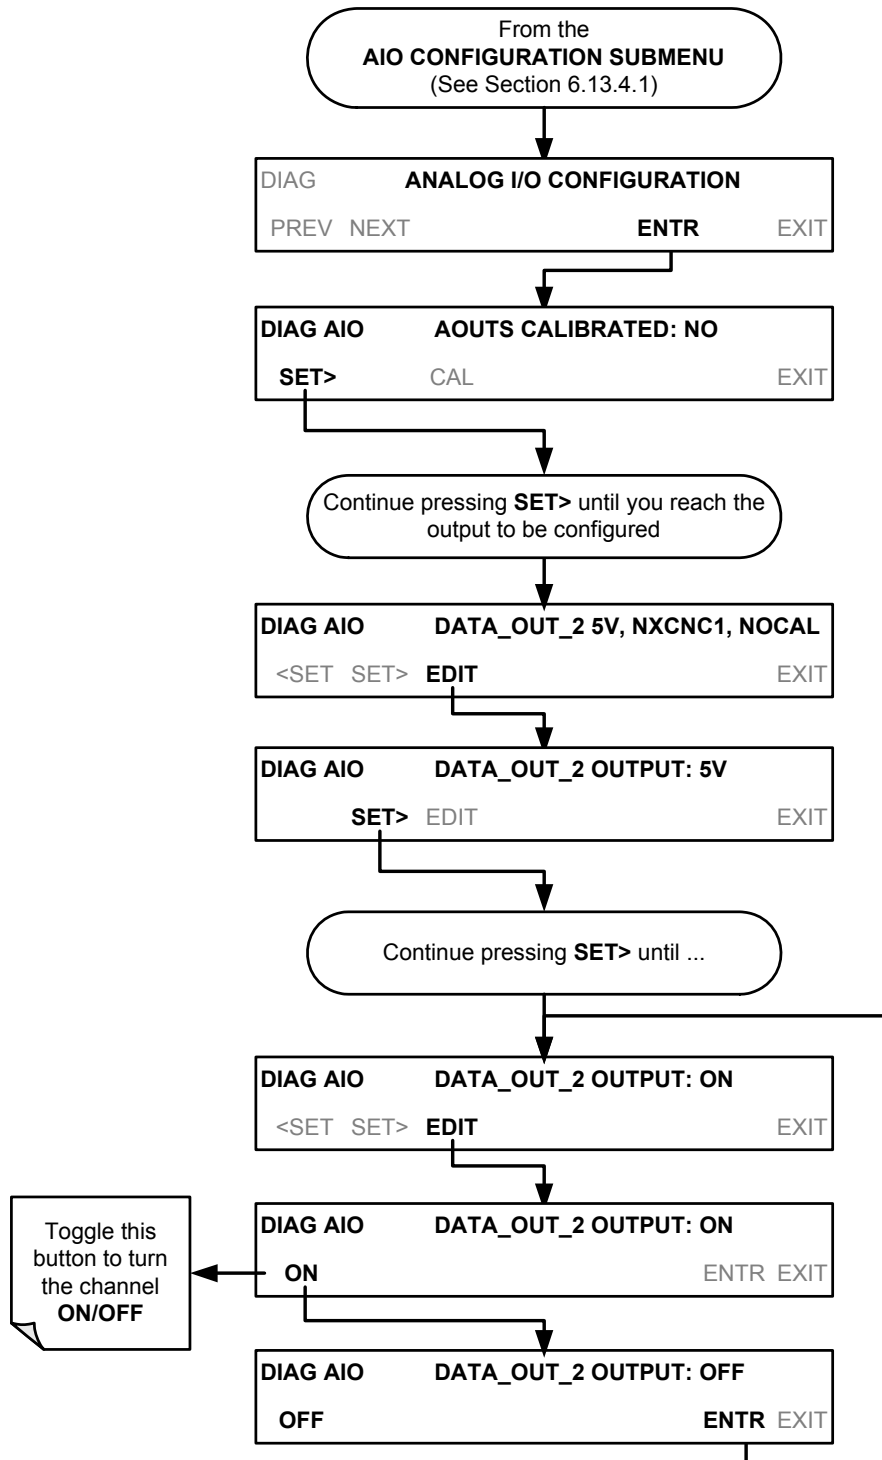 From the
AIO CONFIGURATION SUBMENU
(See Section 6.13.4.1)
DIAG ANALOG I/O CONFIGURATION
PREV NEXT ENTR EXIT
DIAG AIO AOUTS CALIBRATED: NO
SET> CAL EXIT
Continue pressing SET> until you reach the
output to be configured
DIAG AIO DATA_OUT_2 5V, NXCNC1, NOCAL
<SET SET> EDIT EXIT
DIAG AIO DATA_OUT_2 OUTPUT: 5V
SET> EDIT EXIT
Continue pressing SET> until ...
DIAG AIO DATA_OUT_2 OUTPUT: ON
<SET SET> EDIT EXIT
Toggle this
button to turn
the channel
ON/OFF
DIAG AIO DATA_OUT_2 OUTPUT: ON
ON ENTR EXIT
DIAG AIO DATA_OUT_2 OUTPUT: OFF
OFF ENTR EXIT